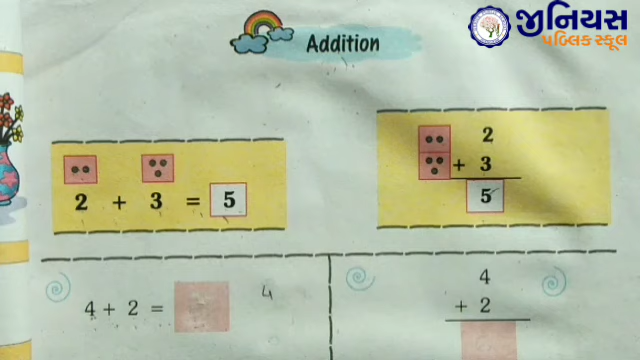 જીનિયસ
પબ્લિક સ્કૂલ
Addition
2 + 3 = 5
2
+ 3
5
4 + 2 =
4
4
+ 2